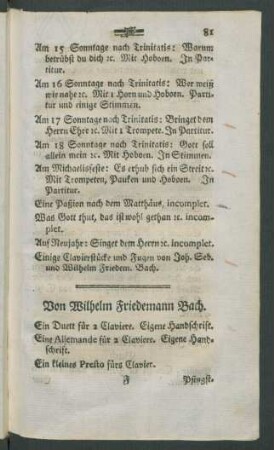 81
Am 15 Sonntage nach Trinitatis: Warum
betrübst du dich ꝛc. Mit Hoboen. In Par-
titur.
Am 16 Sonntage nach Trinitatis: Wer weiß
wie nahe ꝛc. Mit 1 Horn und Hoboen. Parti-
tur und einige Stimmen.
Am 17 Sonntage nach Trinitatis: Bringet dem
Herrn Ehre ꝛc. Mit 1 Trompete. In Partitur.
Am 18 Sonntage nach Trinitatis: Gott soll
allein mein ꝛc. Mit Hoboen. In Stimmen.
Am Michaelisfeste: Es erhub sich ein Streit ꝛc.
Mit Trompeten, Pauken und Hoboen. In
Partitur.
Eine Paßion nach dem Matthäus, incomplet.
Was Gott thut, das ist wohl gethan ꝛc. incom-
plet.
Auf Neujahr: Singet dem Herrn ꝛc. incomplet.
Einige Clavierstücke und Fugen von Joh. Seb.
und Wilhelm Friedem. Bach.
Von Wilhelm Friedemann Bach.
Ein Duett für 2 Claviere. Eigene Handschrift.
Eine Allemande für 2 Claviere. Eigene Hand-
schrift.
Ein kleines Presto fürs Clavier.
F Pfingst-